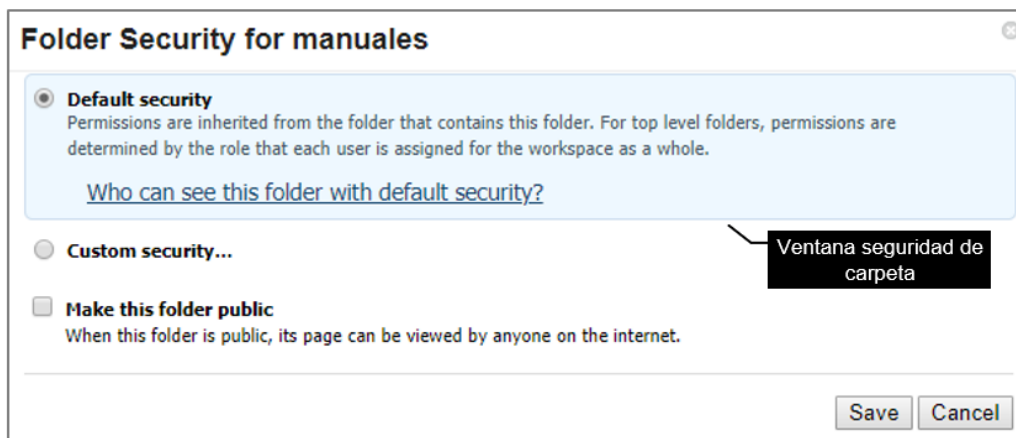 Folder Security for manuales
Default security
Permissions are inherited from the folder that contains this folder. For top level folders, permissions are
determined by the role that each user is assigned for the workspace as a whole.
Who can see this folder with default security?
Custom security...
Ventana seguridad de
carpeta
Make this folder public
When this folder is public, its page can be viewed by anyone on the internet.
Save Cancel